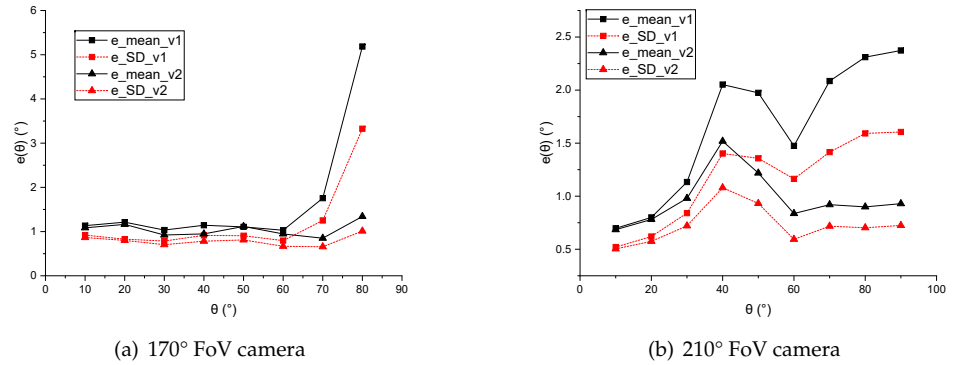 e_mean_v1
e_SD_v1
e_mean_v2
e_SD_v2
6
5
4
3
2
1
0
e(θ) (°)
0 10 20 30 40 50 60 70 80 90
θ (°)
(a) 170° FoV camera
e_mean_v1
e_SD_v1
e_mean_v2
e_SD_v2
2.5
2.0
1.5
1.0
0.5
e(θ) (°)
0 20 40 60 80 100
θ (°)
(b) 210° FoV camera